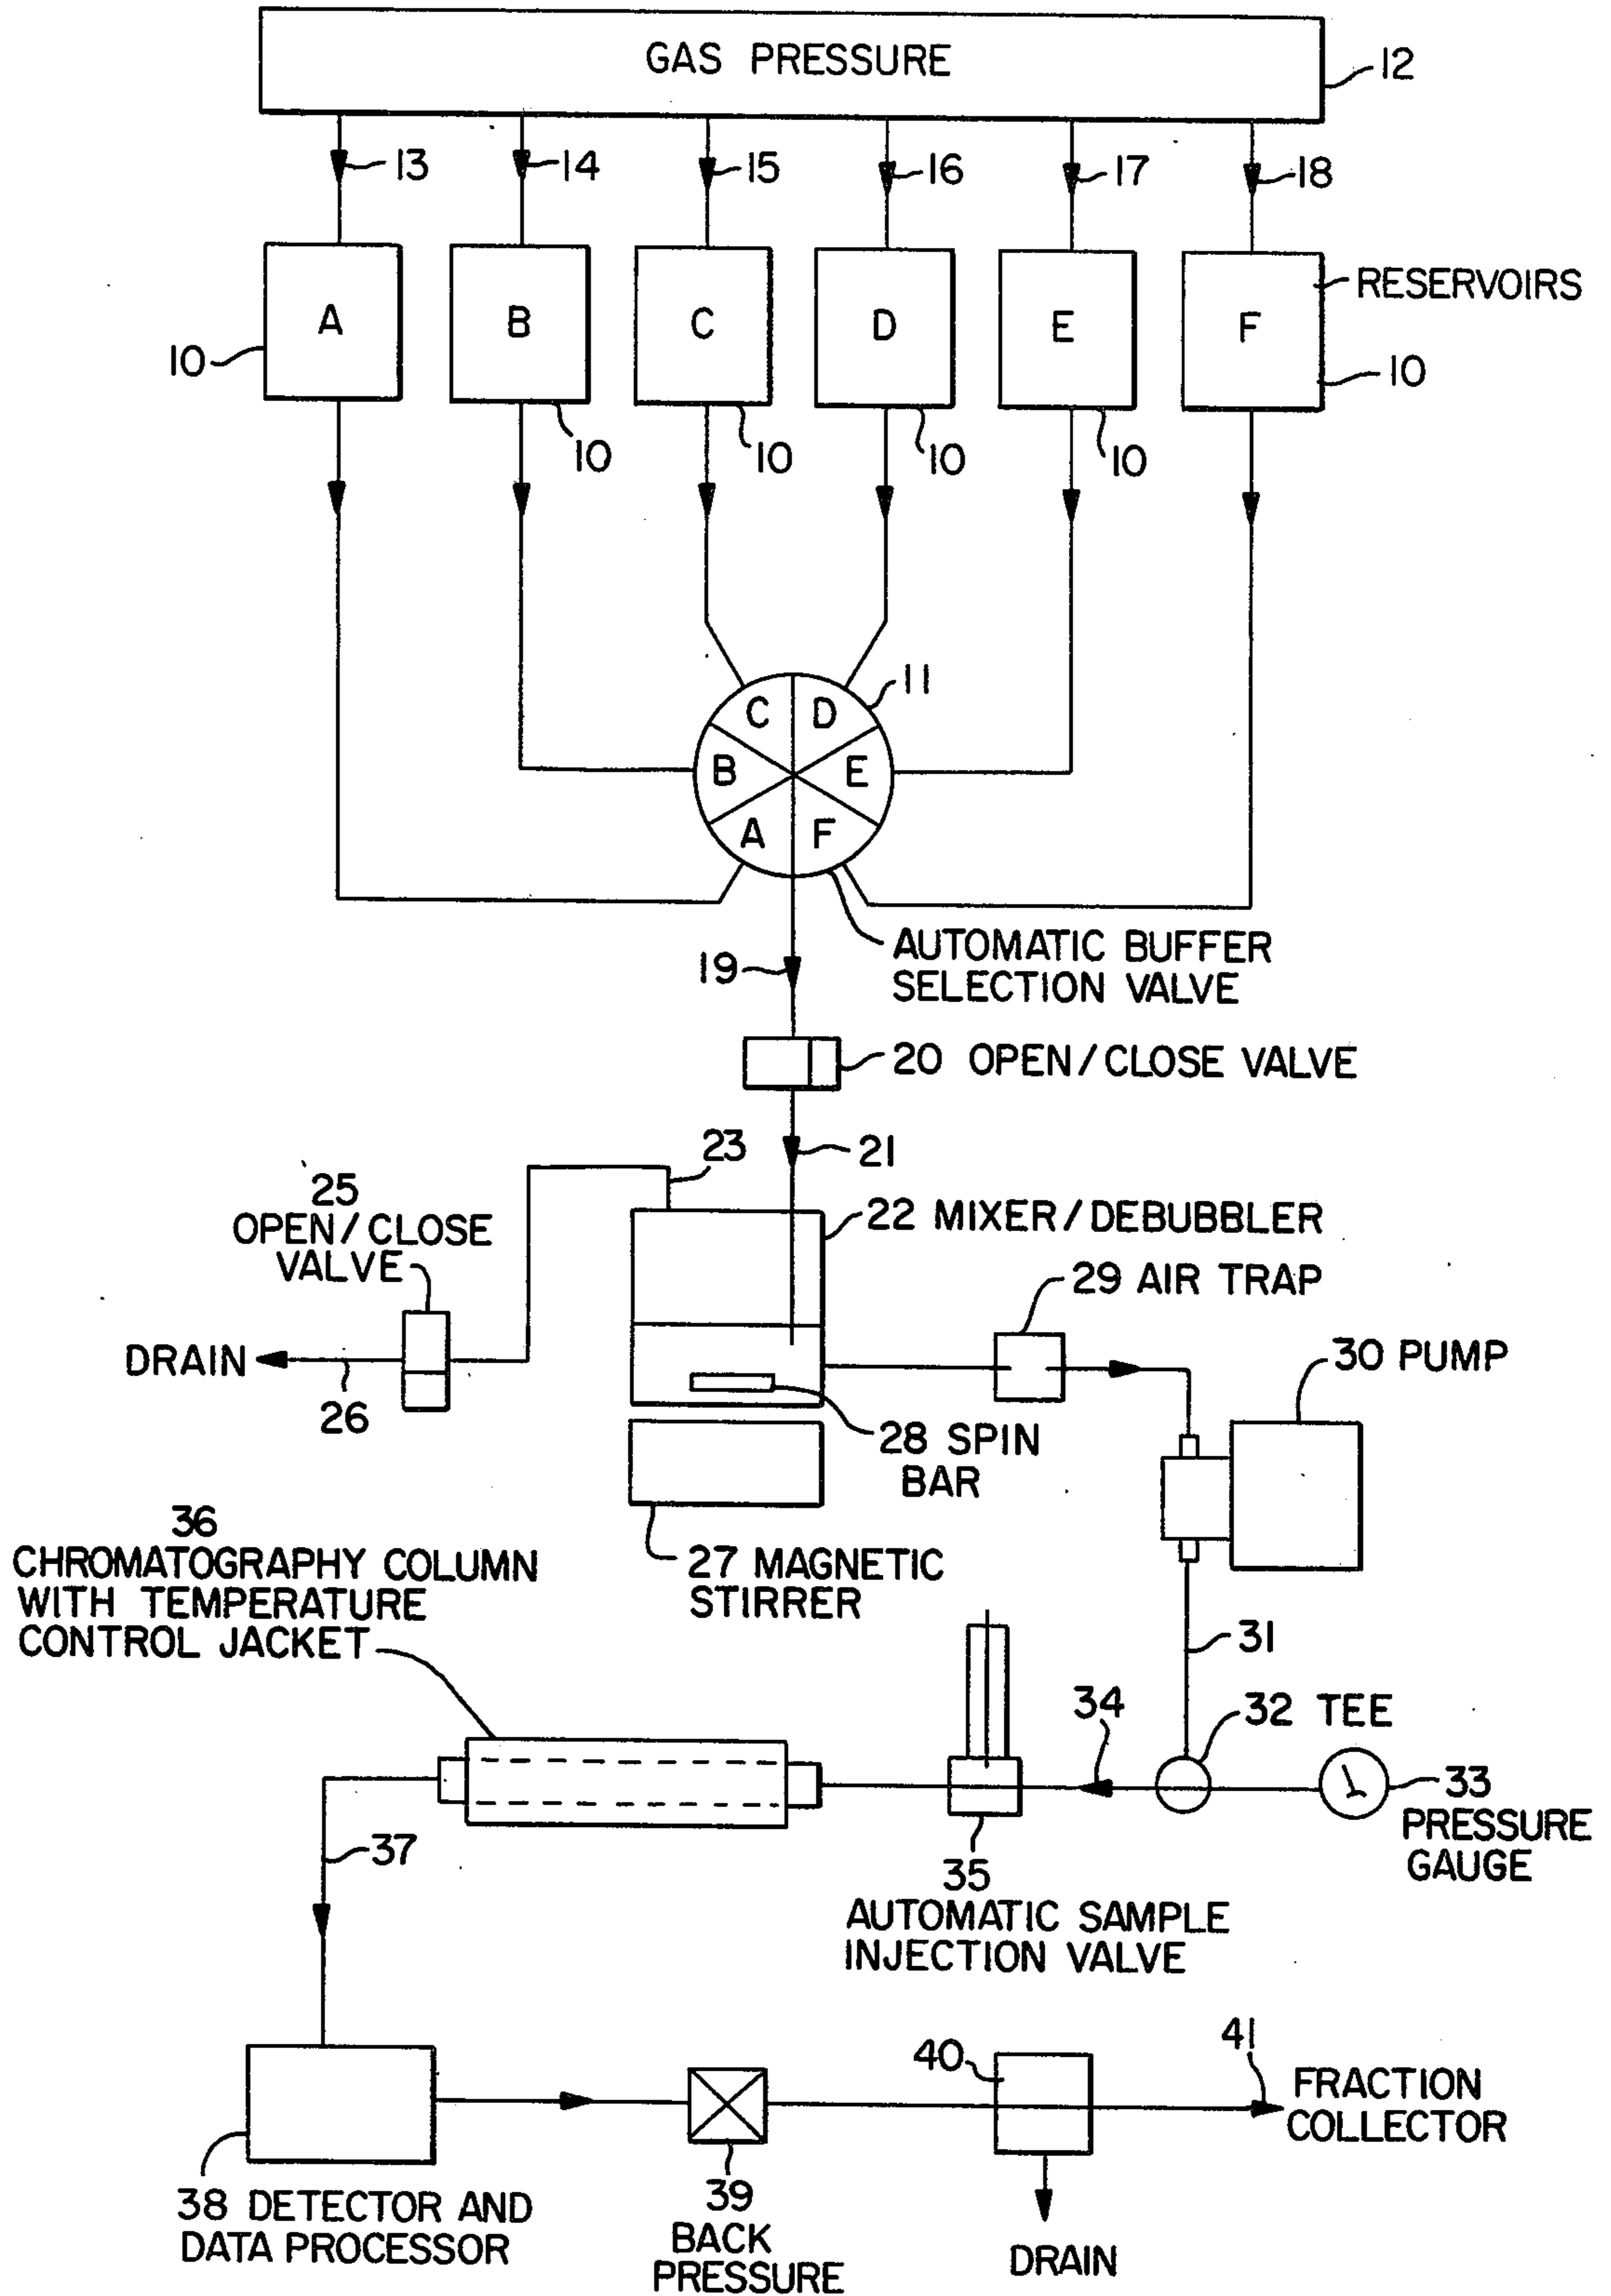 GAS PRESSURE
12
13
14
15
16
17
18
A
B
C
D
E
F
RESERVOIRS
10
10
10
10
10
10
11
C
D
B
E
A
F
AUTOMATIC BUFFER
SELECTION VALVE
19
20 OPEN/CLOSE VALVE
21
23
22 MIXER/DEBUBBLER
25
OPEN/CLOSE
VALVE
29 AIR TRAP
DRAIN
26
30 PUMP
28 SPIN
BAR
27 MAGNETIC
STIRRER
36
CHROMATOGRAPHY COLUMN
WITH TEMPERATURE
CONTROL JACKET
31
34
32 TEE
33
PRESSURE
GAUGE
35
AUTOMATIC SAMPLE
INJECTION VALVE
37
38 DETECTOR AND
DATA PROCESSOR
39
BACK
PRESSURE
40
41
FRACTION
COLLECTOR
DRAIN